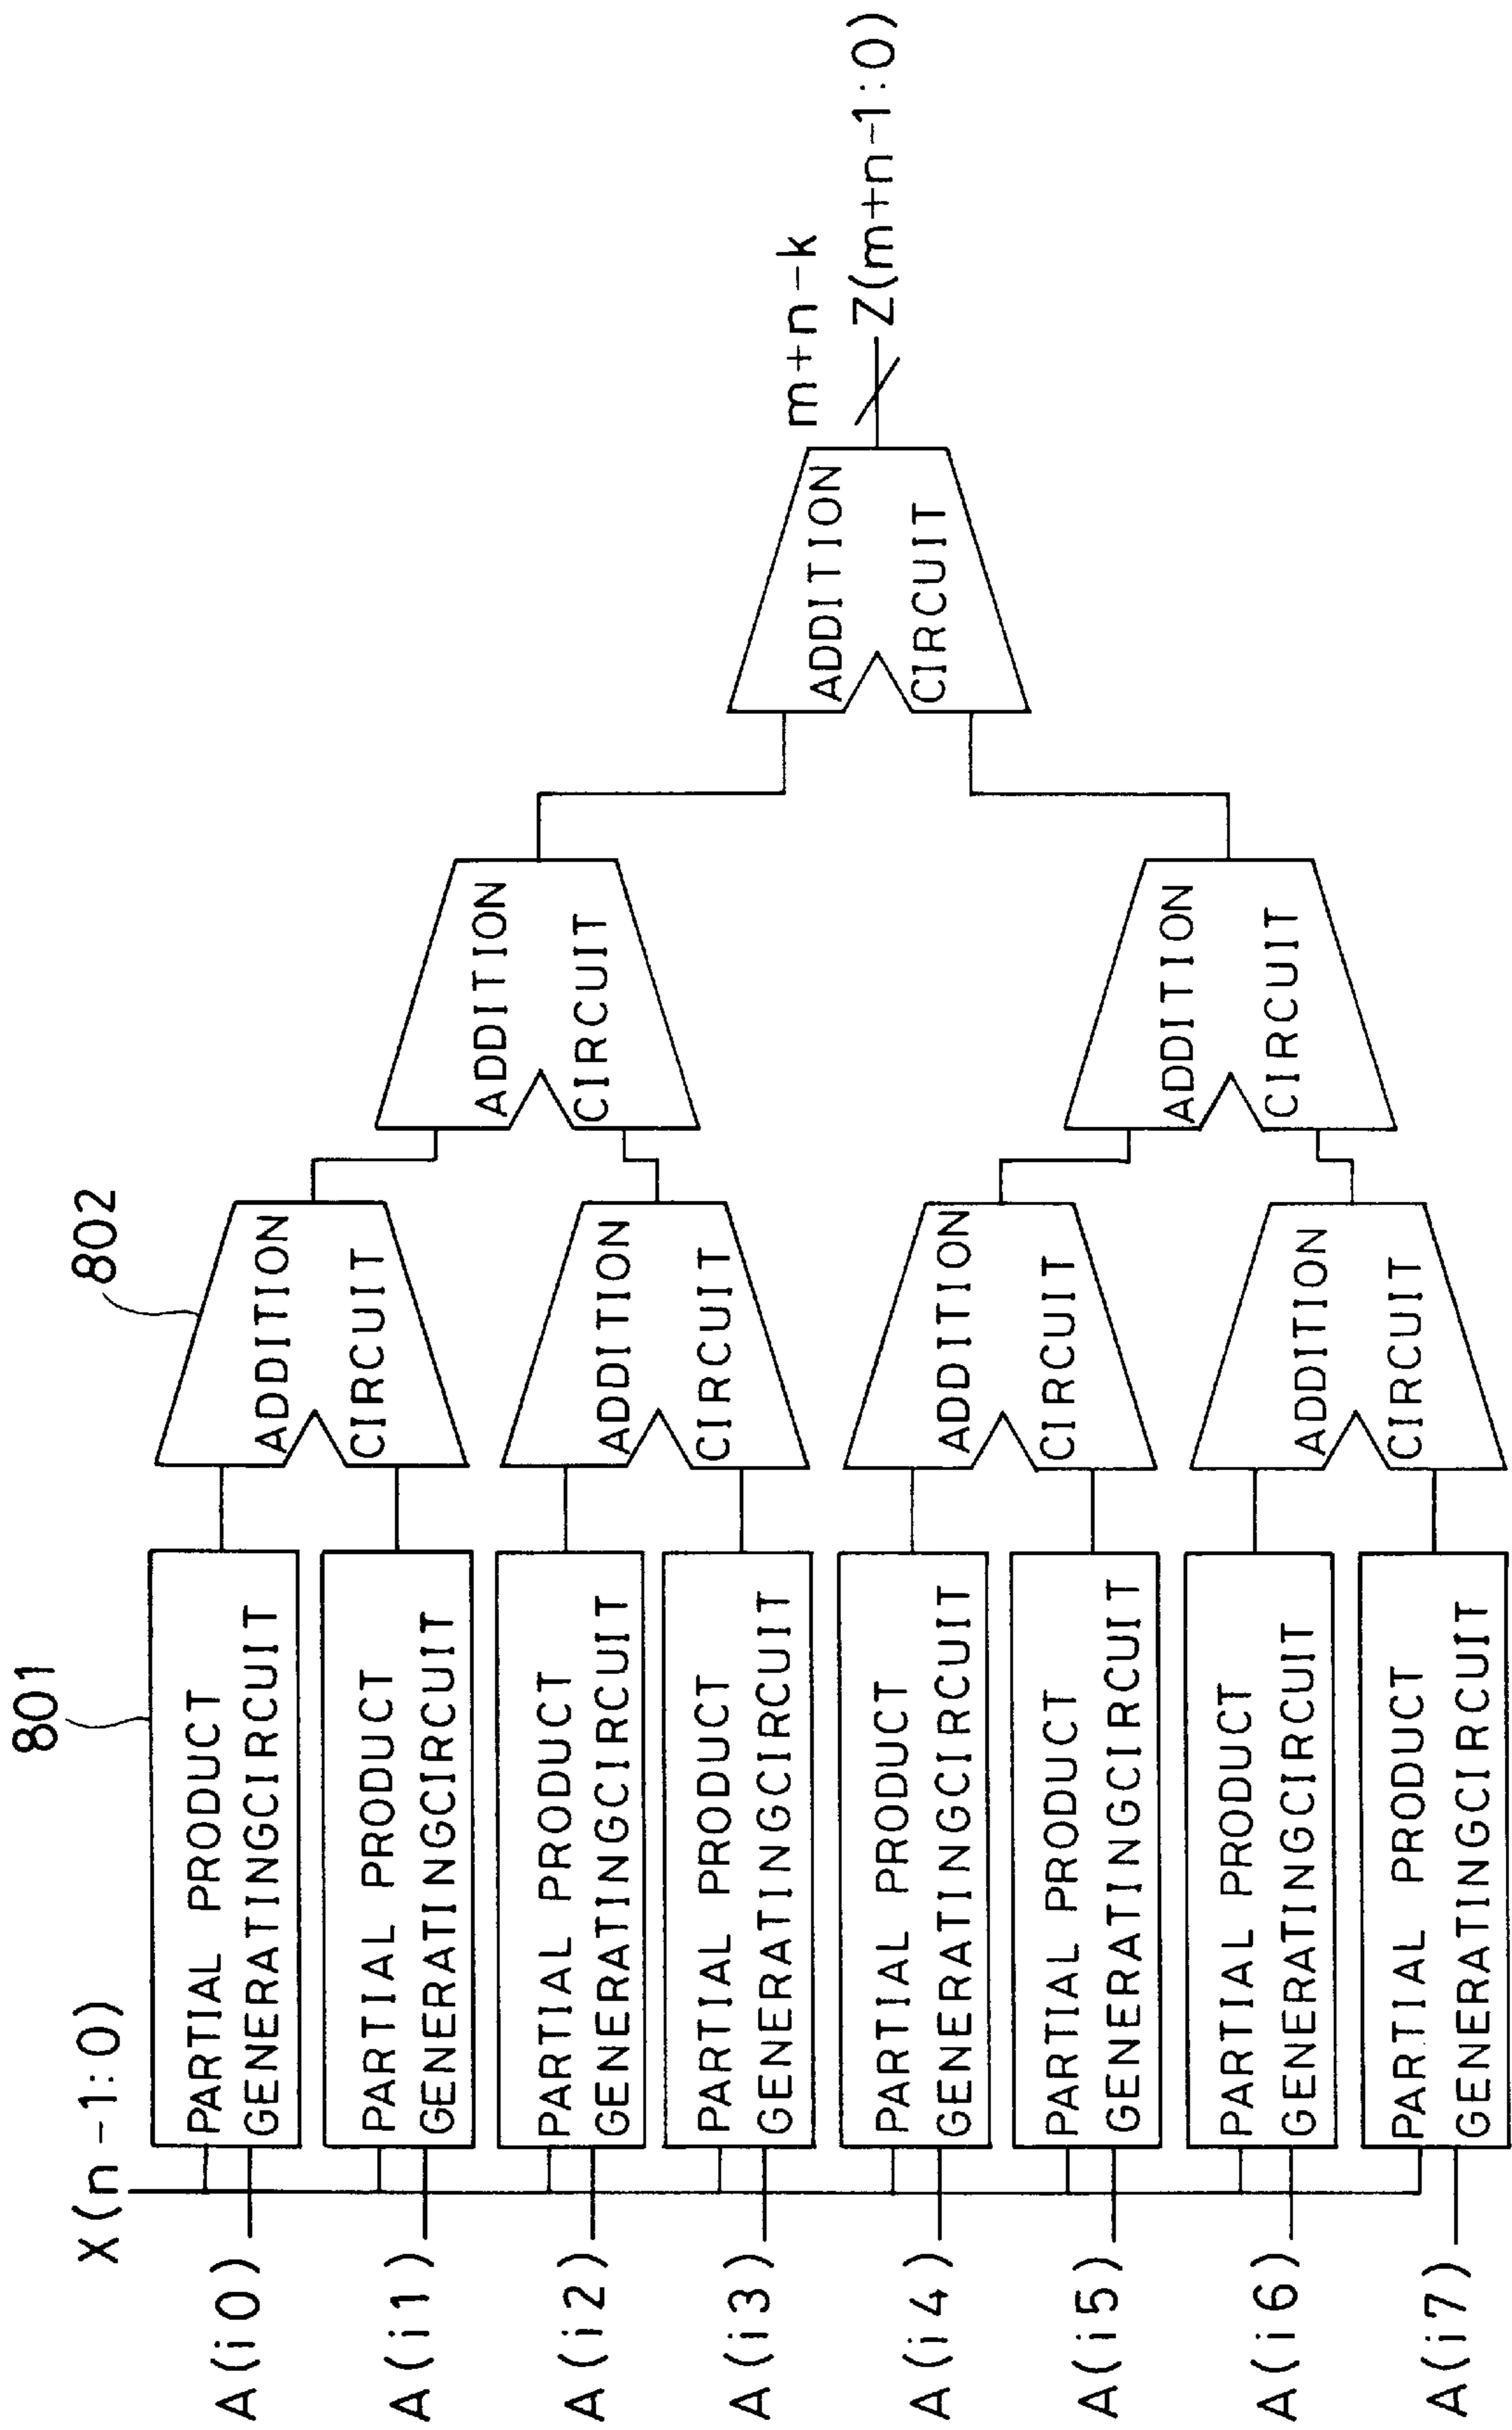 X(n-1:0)
801
802
A(i0)
PARTIAL PRODUCT
GENERATINGCIRCUIT
ADDITION
CIRCUIT
A(i1)
PARTIAL PRODUCT
GENERATINGCIRCUIT
ADDITION
CIRCUIT
A(i2)
PARTIAL PRODUCT
GENERATINGCIRCUIT
ADDITION
CIRCUIT
A(i3)
PARTIAL PRODUCT
GENERATINGCIRCUIT
m+n-k
ADDITION
CIRCUIT
Z(m+n-1:0)
A(i4)
PARTIAL PRODUCT
GENERATINGCIRCUIT
ADDITION
CIRCUIT
A(i5)
PARTIAL PRODUCT
GENERATINGCIRCUIT
ADDITION
CIRCUIT
A(i6)
PARTIAL PRODUCT
GENERATINGCIRCUIT
ADDITION
CIRCUIT
A(i7)
PARTIAL PRODUCT
GENERATINGCIRCUIT